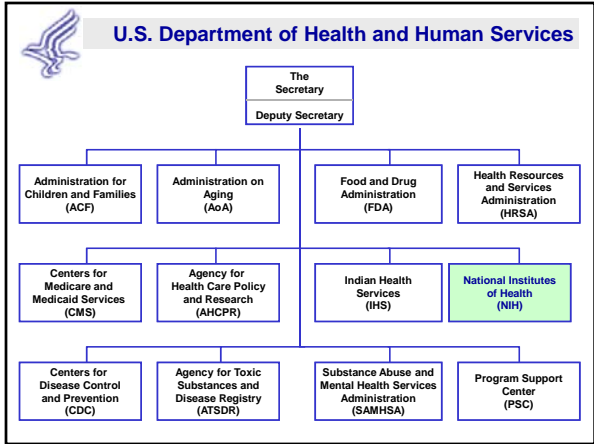 U.S. Department of Health and Human Services
The
Secretary
Deputy Secretary
Administration for
Children and Families
(ACF)
Administration on
Aging
(AoA)
Food and Drug
Administration
(FDA)
Health Resources
and Services
Administration
(HRSA)
Centers for
Medicare and
Medicaid Services
(CMS)
Agency for
Health Care Policy
and Research
(AHCPR)
Indian Health
Services
(IHS)
National Institutes
of Health
(NIH)
Centers for
Disease Control
and Prevention
(CDC)
Agency for Toxic
Substances and
Disease Registry
(ATSDR)
Substance Abuse and
Mental Health Services
Administration
(SAMHSA)
Program Support
Center
(PSC)